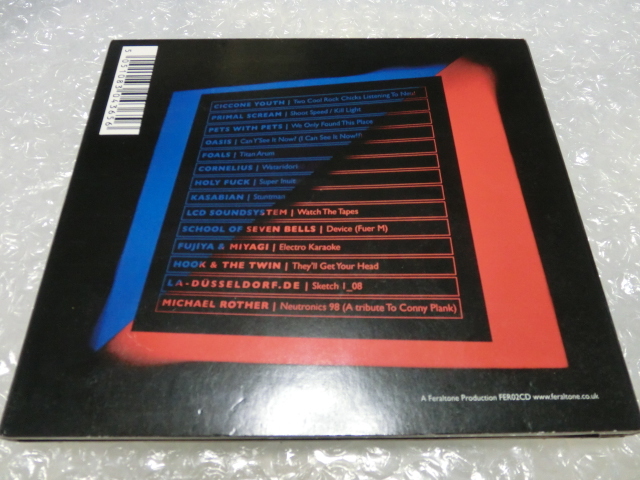 CICCONE YOUTH | Two Cool Rock Chicks Listening To Neu!
PRIMAL SCREAM | Shoot Speed / Kill Light
PETS WITH PETS | We Only Found This Place
OASIS | Can Y'See It Now? (I Can See It Now!!)
FOALS | Titan Arum
CORNELIUS | Wataridori
HOLY FUCK | Super Inuit
KASABIAN | Stuntman
LCD SOUNDSYSTEM | Watch The Tapes
SCHOOL OF SEVEN BELLS | Device (Fuer M)
FUJIYA & MIYAGI | Electro Karaoke
HOOK & THE TWIN | They'll Get Your Head
LA-DÜSSELDORF.DE | Sketch 1_08
MICHAEL ROTHER | Neutronics 98 (A tribute To Conny Plank)
A Feraltone Production FER02CD www.feraltone.co.uk